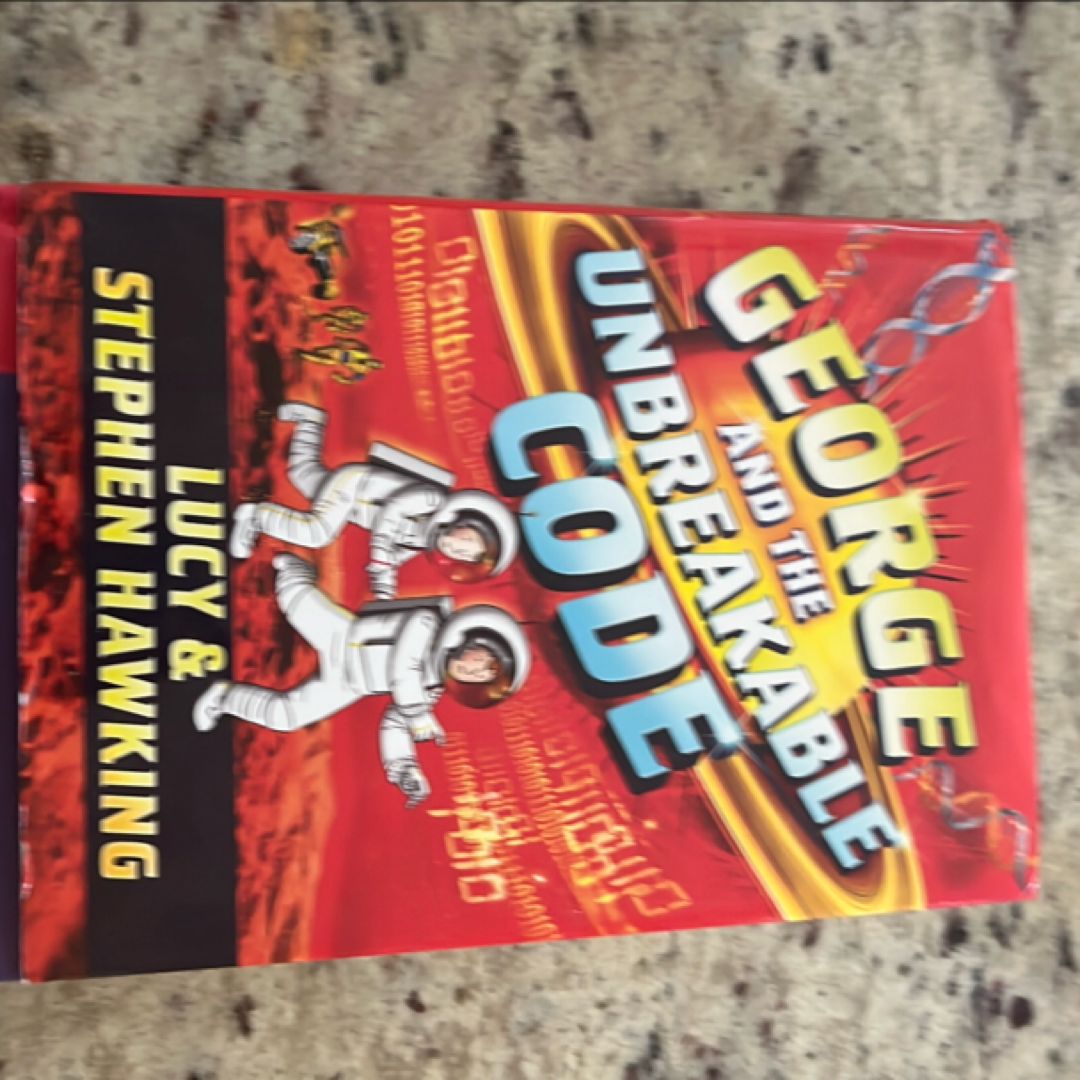 GEORGE
AND THE
UNBREAKABLE
CODE
LUCY &
STEPHEN HAWKING